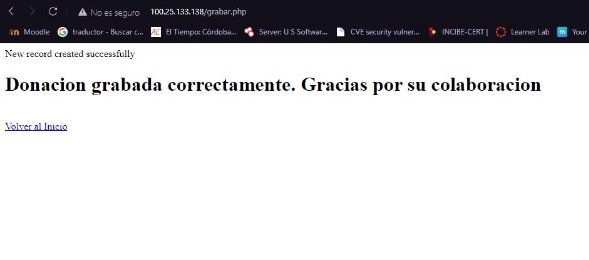 No es seguro 100.25.133.138/grabar.php
Moodle traductor - Buscar c... El Tiempo: Córdoba... Server: U S Softwar... CVE security vulner... INCIBE-CERT | Learner Lab Your
New record created successfully
Donacion grabada correctamente. Gracias por su colaboracion
Volver al Inicio